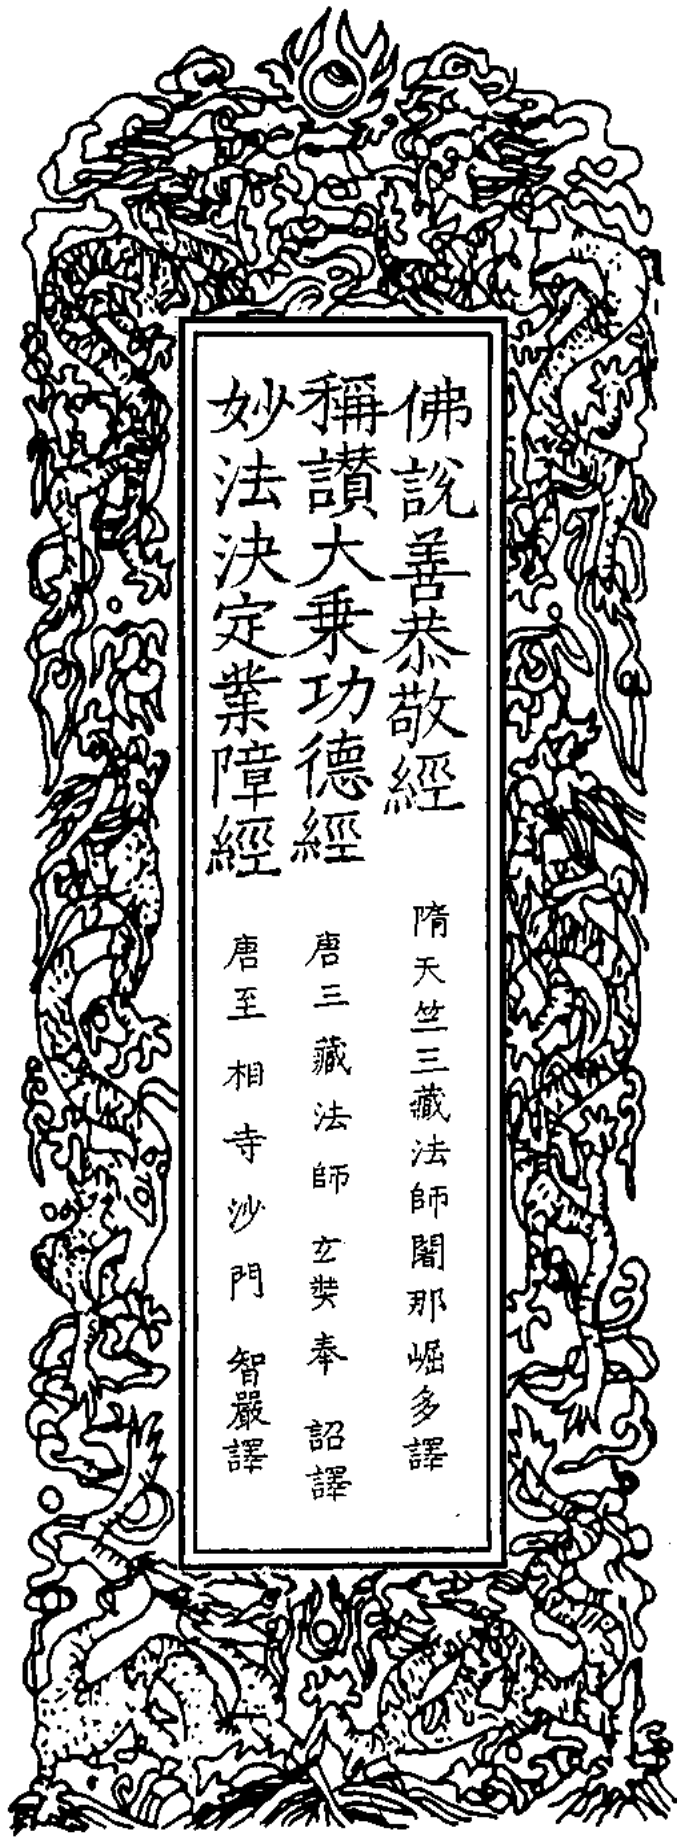 佛說善恭敬經　隋天竺三藏法師闍那崛多譯
稱讚大乗功德經　唐三藏法師玄奘奉　詔譯
妙法決定業障經　唐至相寺沙門　智嚴譯